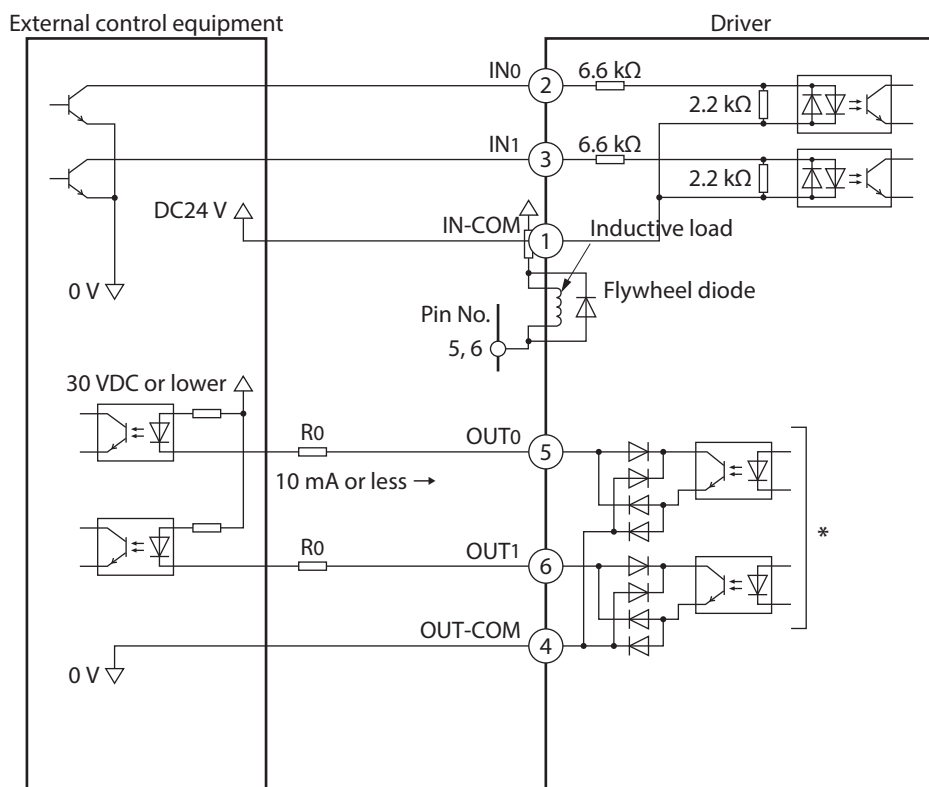 External control equipment
Driver
IN0
2
6.6 kΩ
2.2 kΩ
IN1
3
6.6 kΩ
2.2 kΩ
DC24 V
IN-COM
1
Inductive load
0 V
Flywheel diode
Pin No.
5, 6
30 VDC or lower
R0
OUT0
5
10 mA or less →
*
R0
OUT1
6
OUT-COM
4
0 V